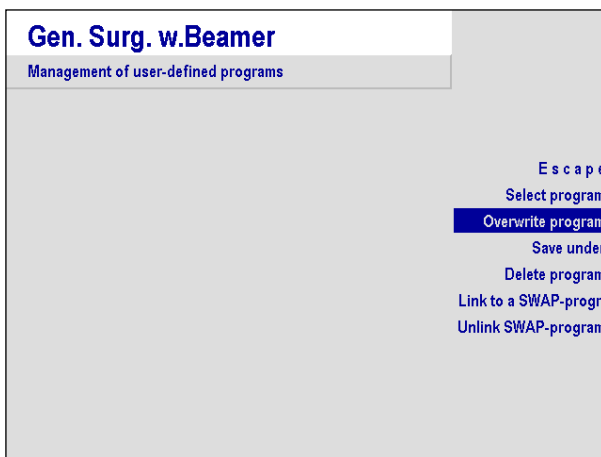 Gen. Surg. w.Beamer
Management of user-defined programs
E s c a p e
Select program
Overwrite program
Save under
Delete program
Link to a SWAP-progr
Unlink SWAP-program